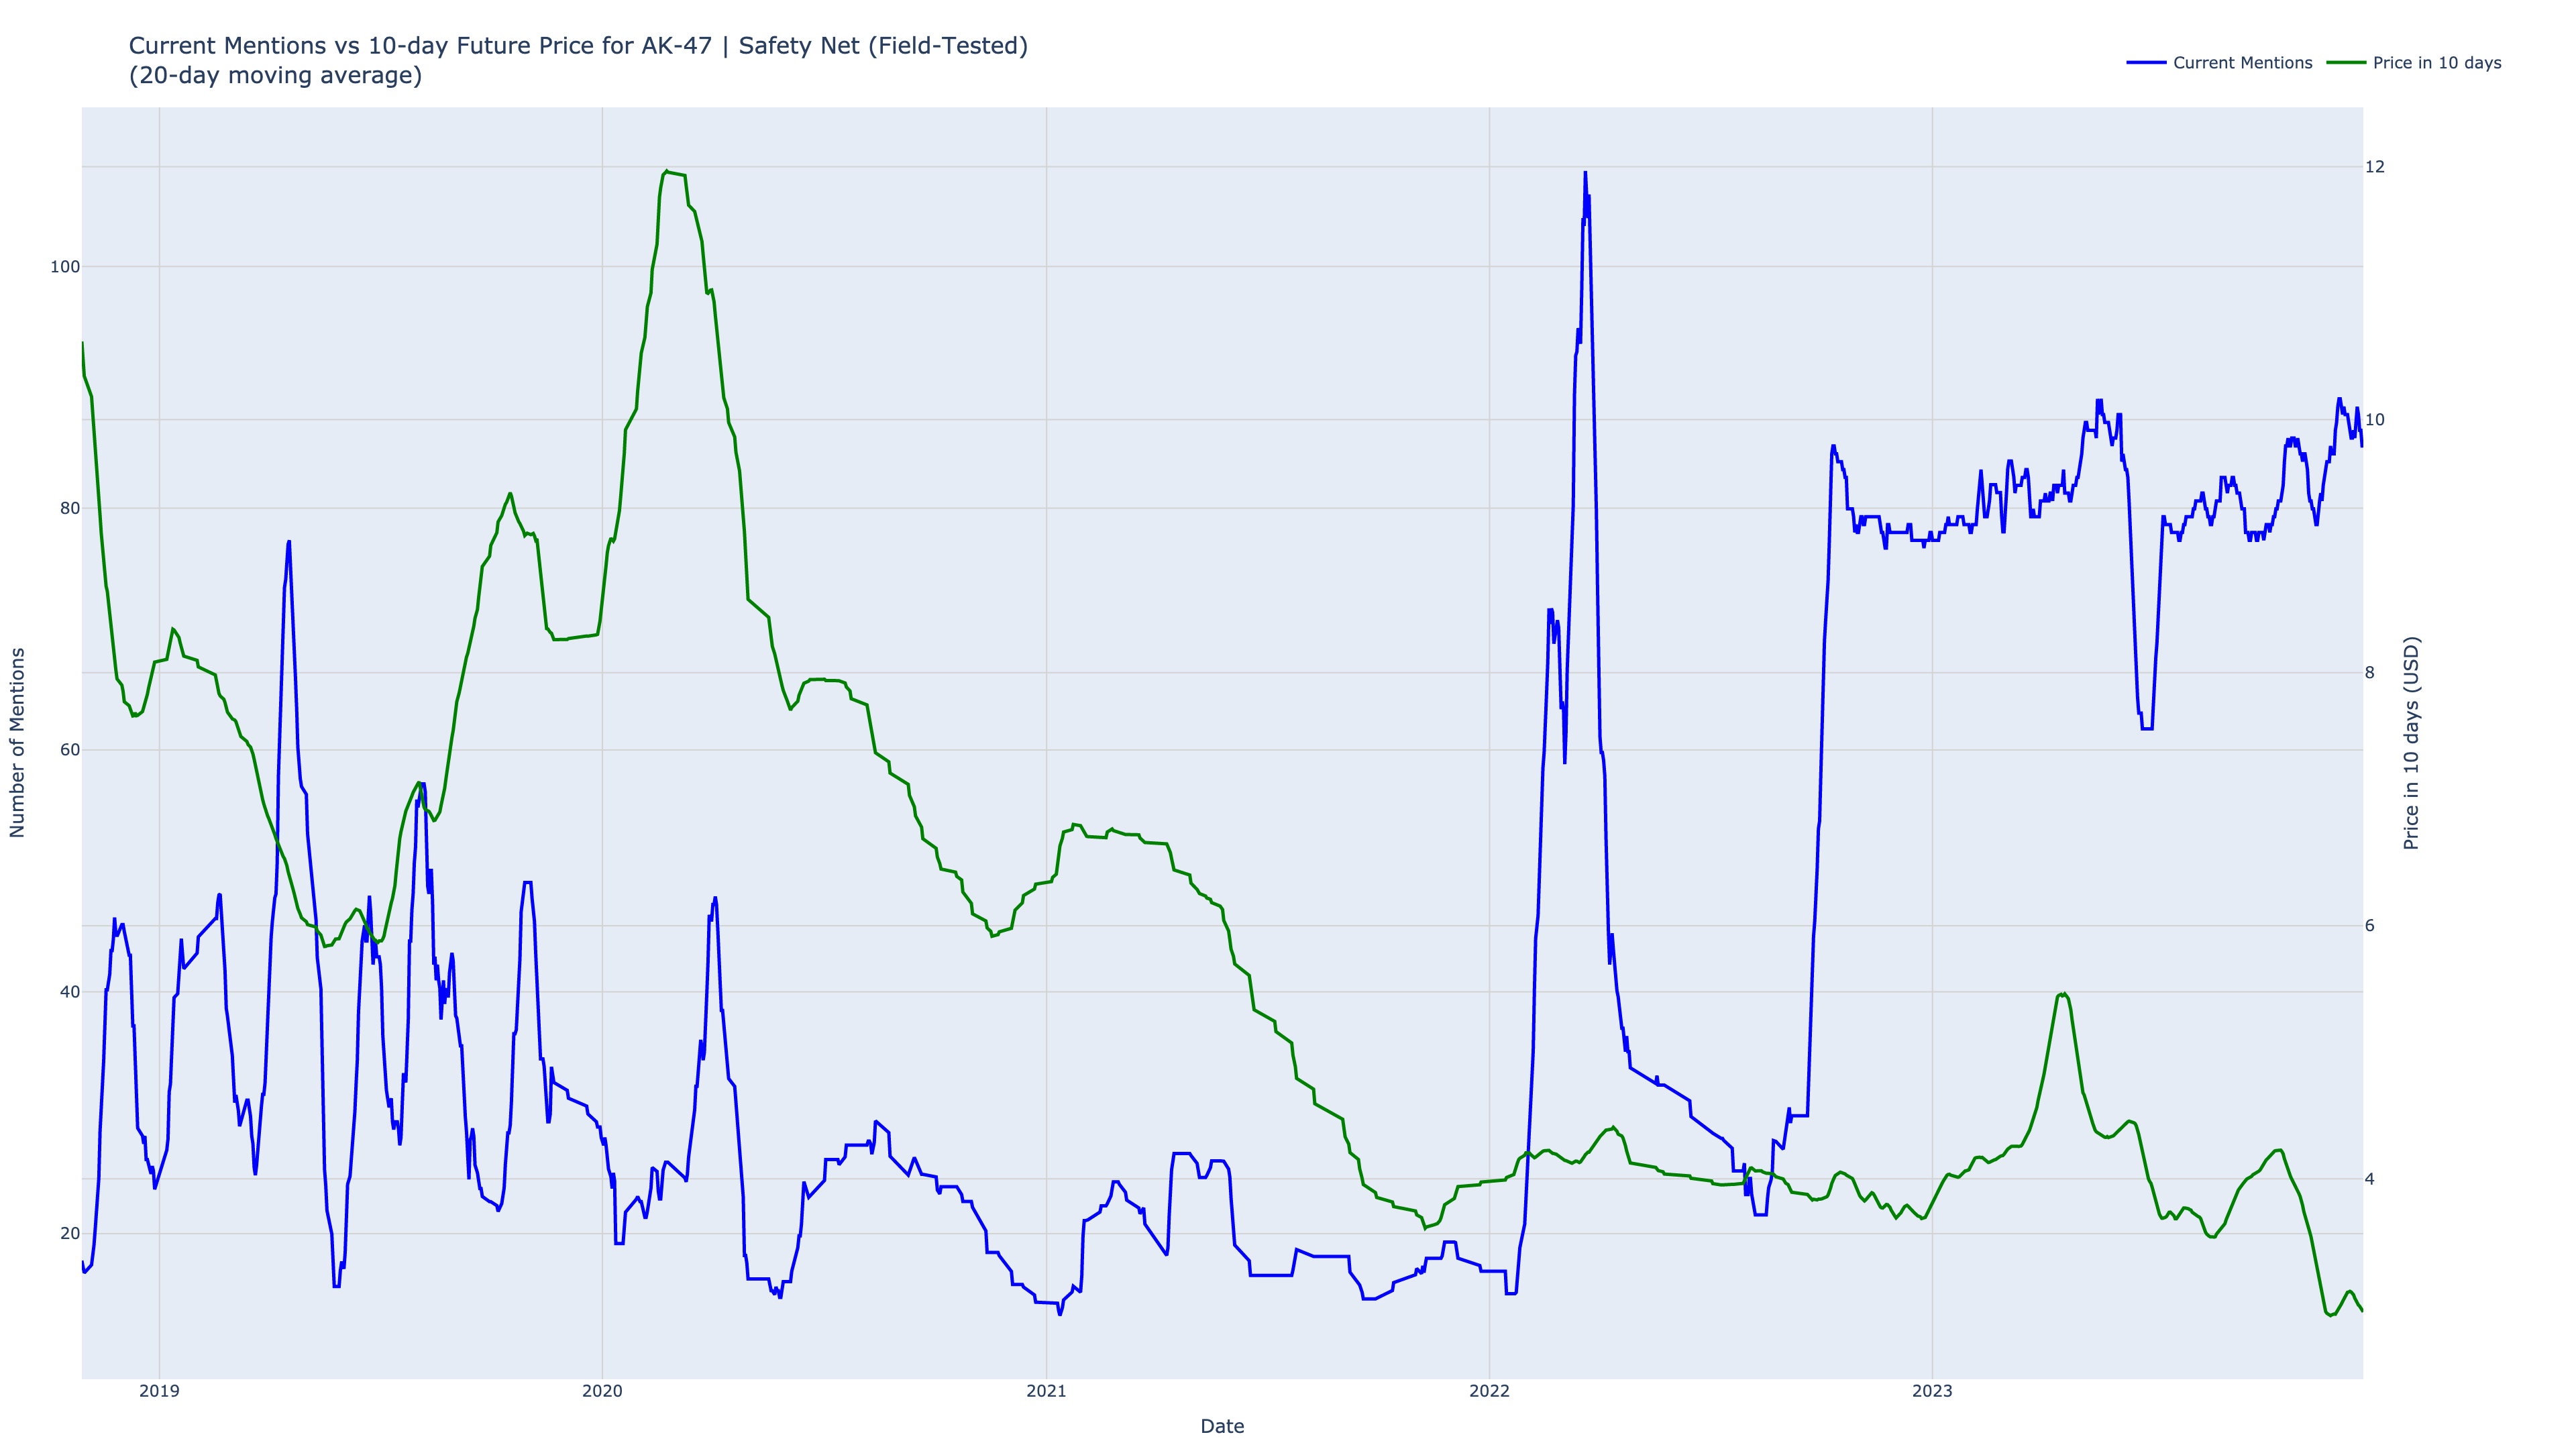 Current Mentions vs 10-day Future Price for AK-47 | Safety Net (Field-Tested)
(20-day moving average)
Current Mentions
Price in 10 days
Number of Mentions
100
80
60
40
20
12
10
8
6
4
Price in 10 days (USD)
2019
2020
2021
2022
2023
Date